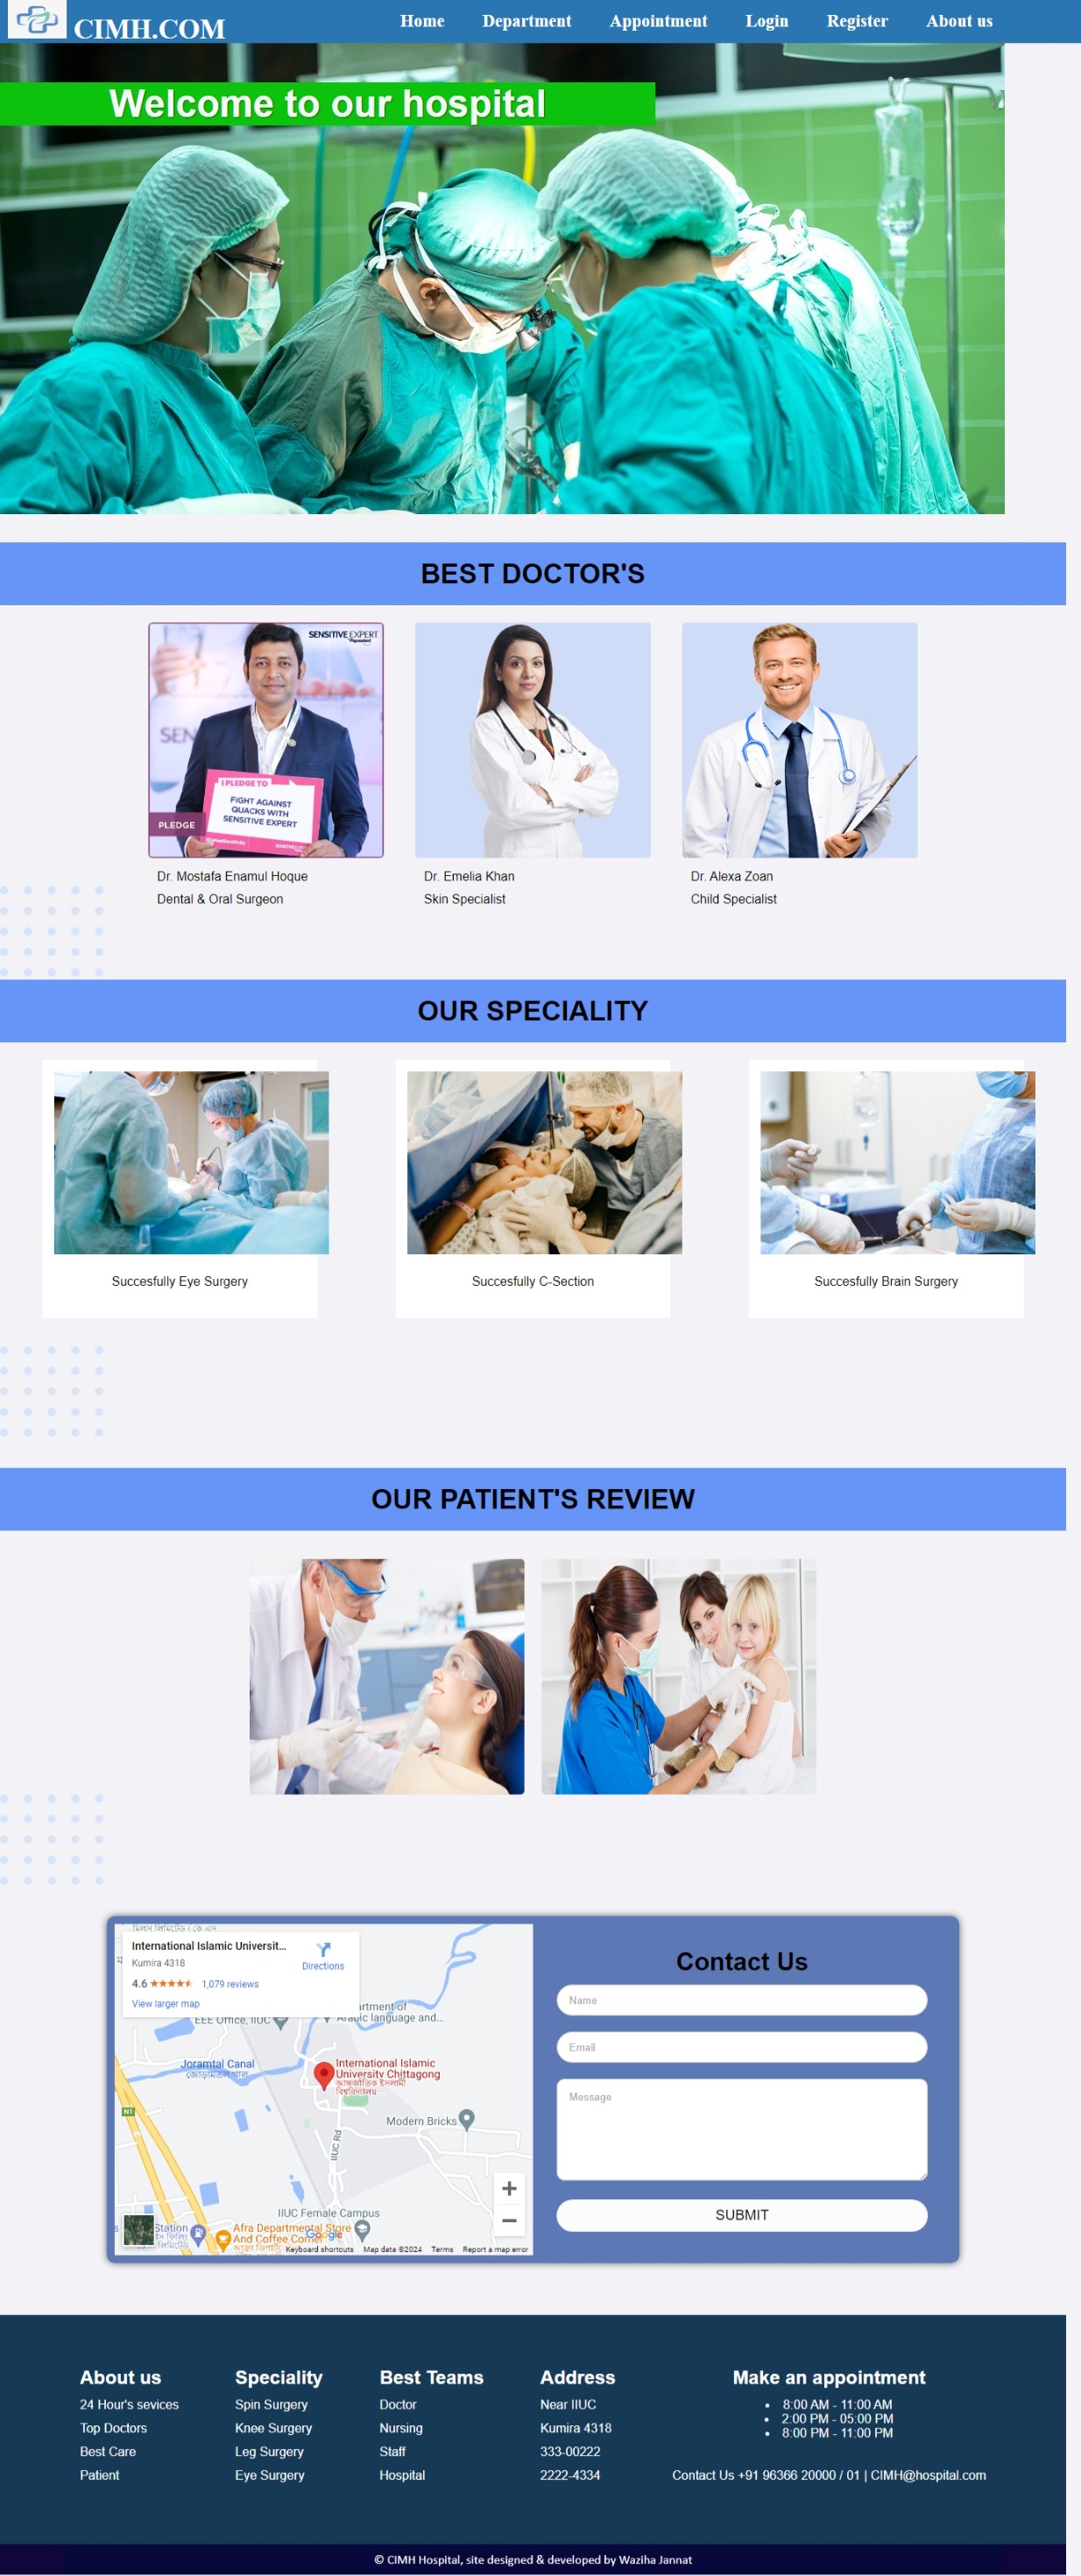 CIMH.COM
Home Department Appointment Login Register About us
Welcome to our hospital
BEST DOCTOR'S
SENSITIVE EXPERT
SEN
I PLEDGE TO
FIGHT AGAINST
QUACKS WITH
SENSITIVE EXPERT
PLEDGE
Dr. Mostafa Enamul Hoque
Dental & Oral Surgeon
Dr. Emelia Khan
Skin Specialist
Dr. Alexa Zoan
Child Specialist
OUR SPECIALITY
Succesfully Eye Surgery
Succesfully C-Section
Succesfully Brain Surgery
OUR PATIENT'S REVIEW
International Islamic Universit...
Kumira 4318
Directions
4.6 1,079 reviews
View larger map
EEE Office, IIUC
Arabic language and...
Joramtal Canal
International Islamic
University Chittagong
আন্তর্জাতিক ইসলামী
বিশ্ববিদ্যালয়...
N1
Modern Bricks
IIUC Rd
IIUC Female Campus
Station
Afra Departmental Store
And Coffee Corner
Google
Keyboard shortcuts Map data ©2024 Terms Report a map error
Contact Us
Name
Email
Message
SUBMIT
About us
24 Hour's sevices
Top Doctors
Best Care
Patient
Speciality
Spin Surgery
Knee Surgery
Leg Surgery
Eye Surgery
Best Teams
Doctor
Nursing
Staff
Hospital
Address
Near IIUC
Kumira 4318
333-00222
2222-4334
Make an appointment
8:00 AM - 11:00 AM
2:00 PM - 05:00 PM
8:00 PM - 11:00 PM
Contact Us +91 96366 20000 / 01 | CIMH@hospital.com
© CIMH Hospital, site designed & developed by Waziha Jannat